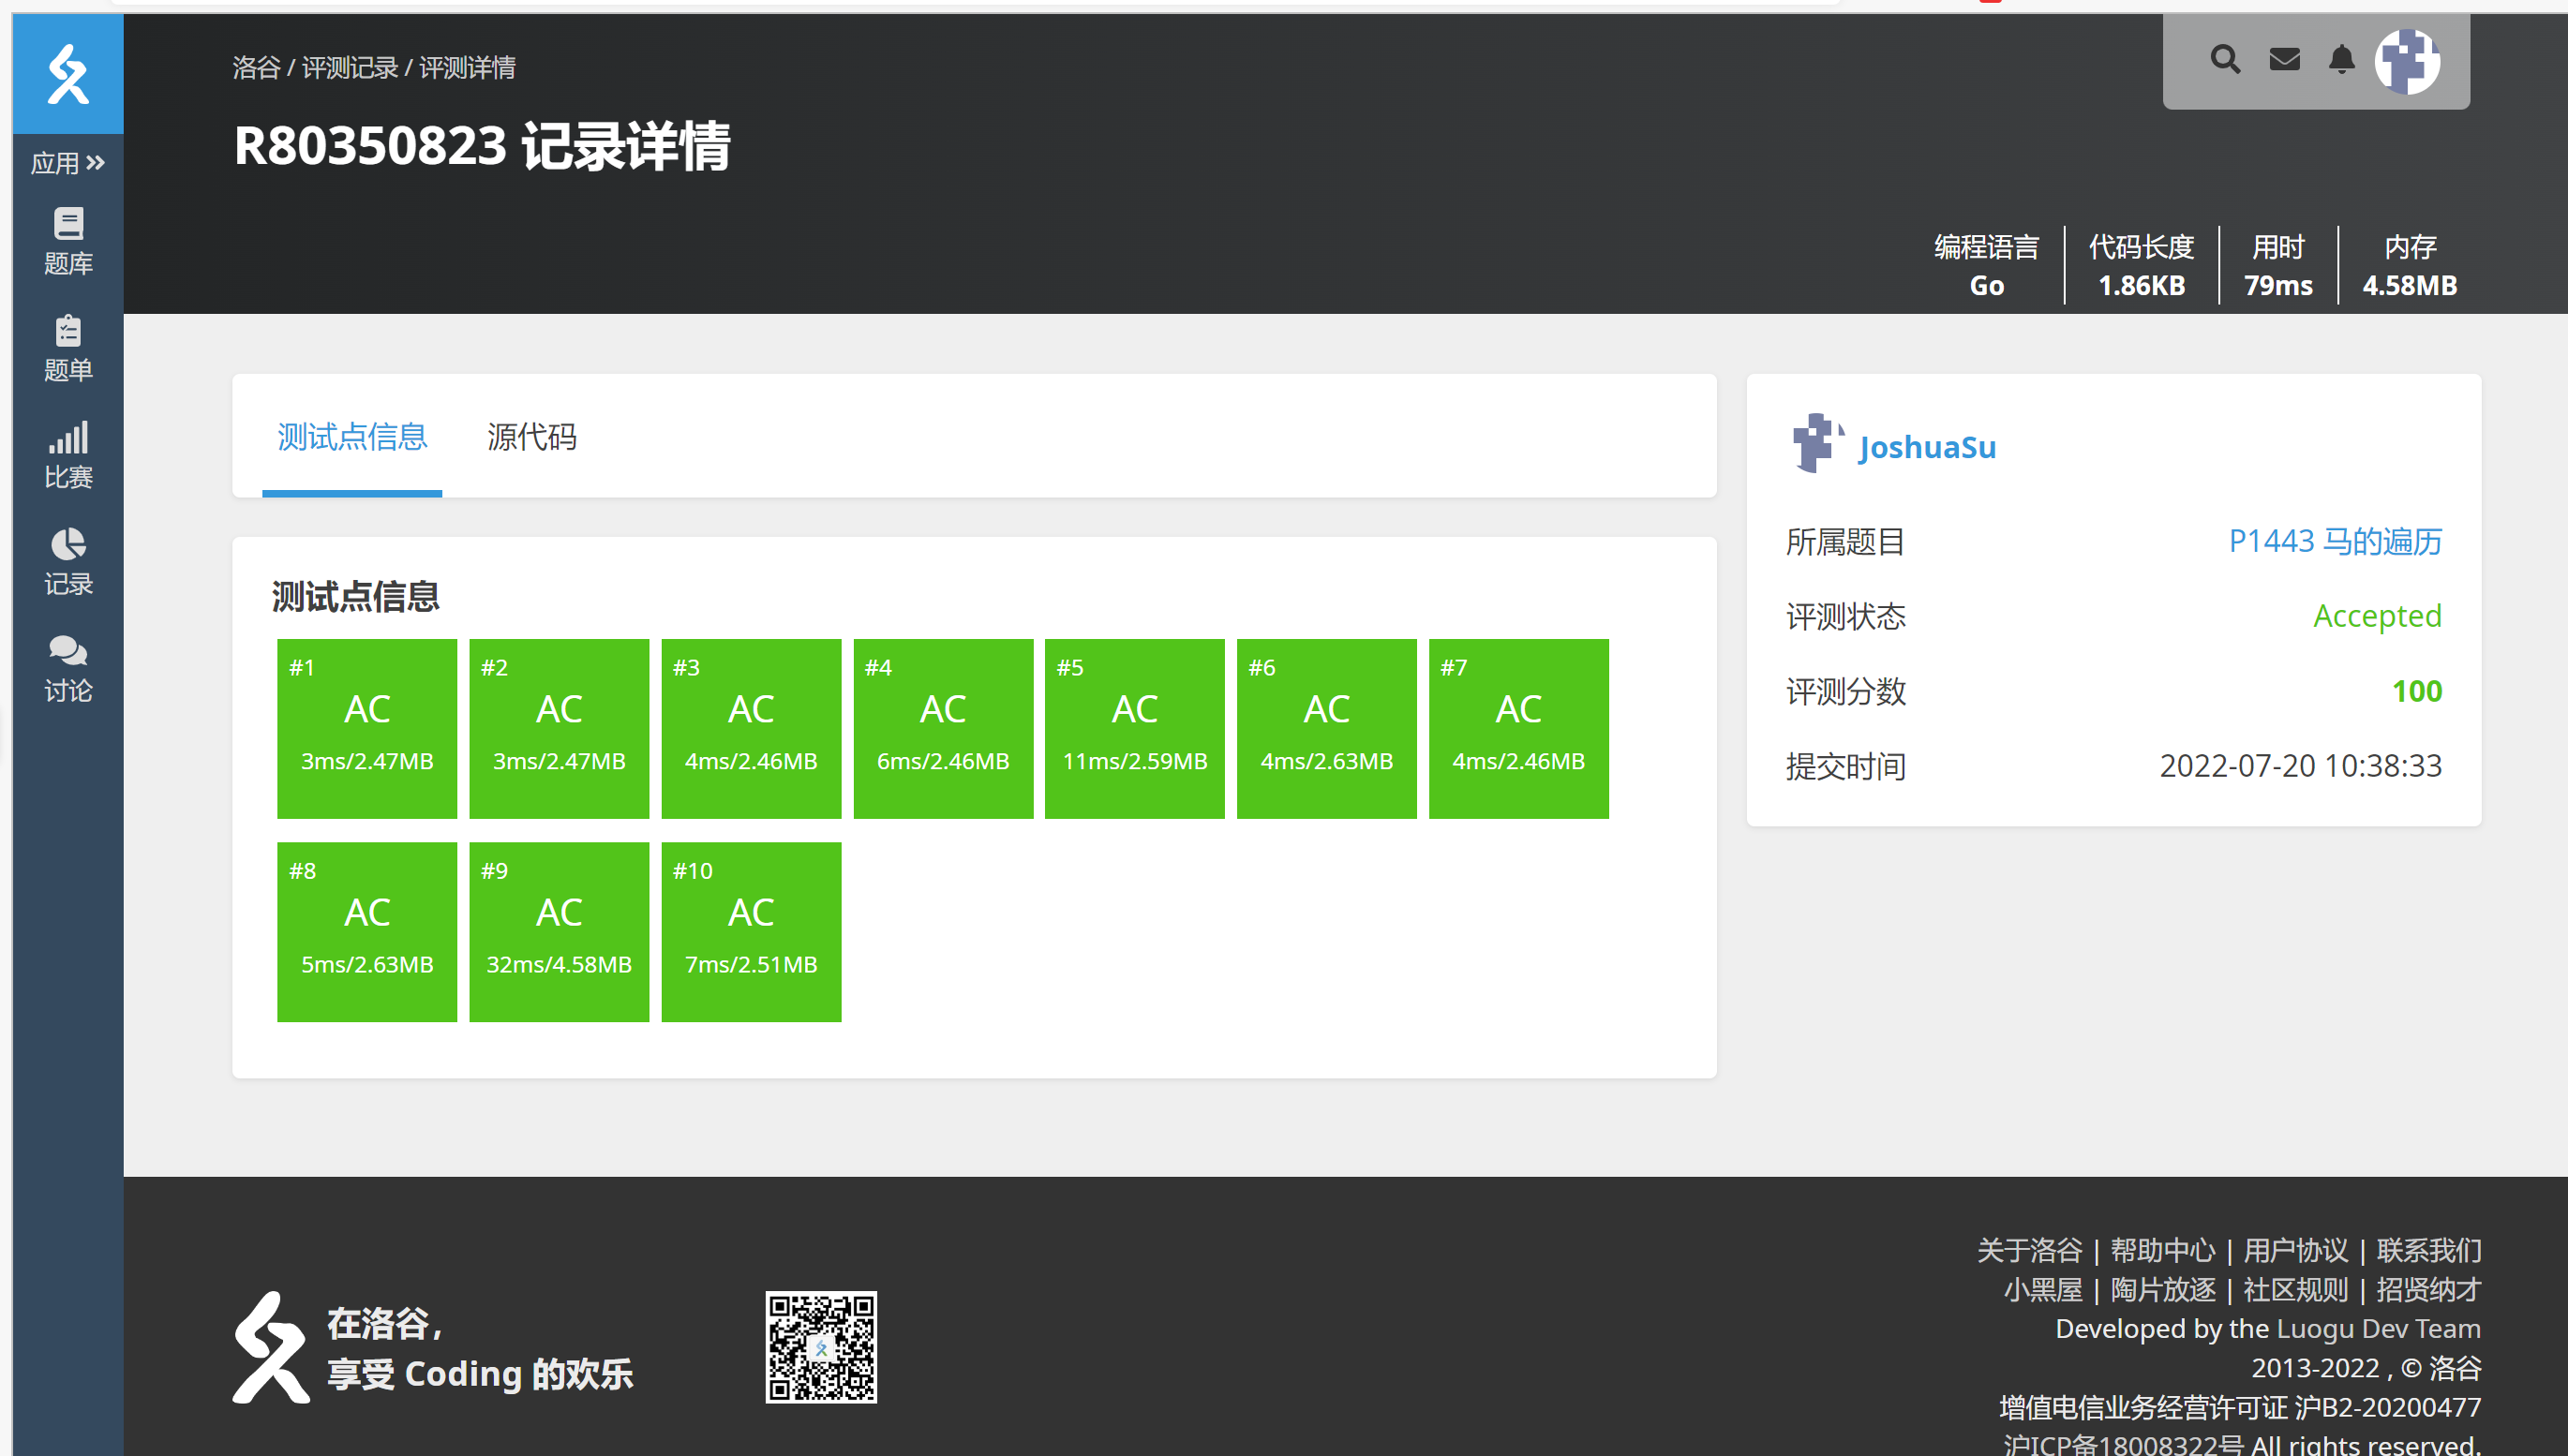 洛谷 / 评测记录 / 评测详情
R80350823 记录详情
应用
题库
题单
比赛
记录
讨论
编程语言
Go
代码长度
1.86KB
用时
79ms
内存
4.58MB
测试点信息 源代码
测试点信息
#1
AC
3ms/2.47MB
#2
AC
3ms/2.47MB
#3
AC
4ms/2.46MB
#4
AC
6ms/2.46MB
#5
AC
11ms/2.59MB
#6
AC
4ms/2.63MB
#7
AC
4ms/2.46MB
#8
AC
5ms/2.63MB
#9
AC
32ms/4.58MB
#10
AC
7ms/2.51MB
JoshuaSu
所属题目 P1443 马的遍历
评测状态 Accepted
评测分数 100
提交时间 2022-07-20 10:38:33
在洛谷，
享受 Coding 的欢乐
关于洛谷 | 帮助中心 | 用户协议 | 联系我们
小黑屋 | 陶片放逐 | 社区规则 | 招贤纳才
Developed by the Luogu Dev Team
2013-2022 , © 洛谷
增值电信业务经营许可证 沪B2-20200477
沪ICP备18008322号 All rights reserved.